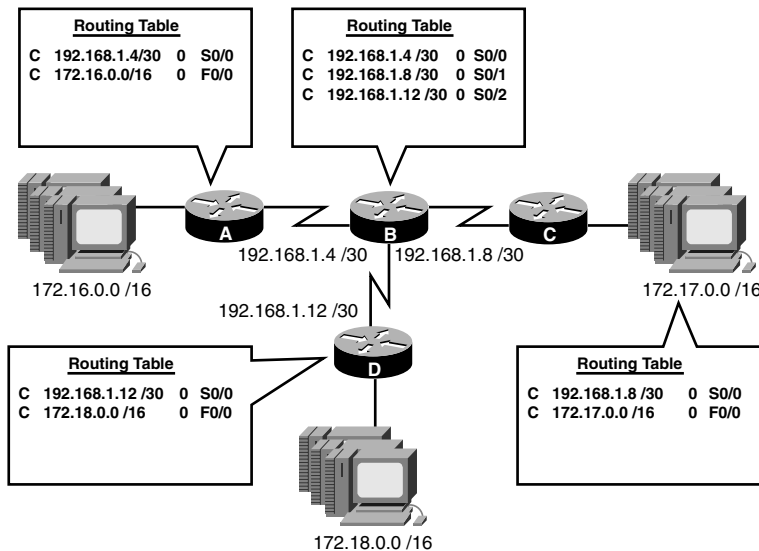 Routing Table
C 192.168.1.4/30 0 S0/0
C 172.16.0.0/16 0 F0/0
Routing Table
C 192.168.1.4 /30 0 S0/0
C 192.168.1.8 /30 0 S0/1
C 192.168.1.12 /30 0 S0/2
A
B
C
192.168.1.4 /30
192.168.1.8 /30
172.16.0.0 /16
172.17.0.0 /16
192.168.1.12 /30
D
Routing Table
C 192.168.1.12 /30 0 S0/0
C 172.18.0.0 /16 0 F0/0
Routing Table
C 192.168.1.8 /30 0 S0/0
C 172.17.0.0 /16 0 F0/0
172.18.0.0 /16